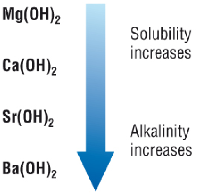 Mg(OH)₂
Solubility
increases
Ca(OH)₂
Sr(OH)₂
Alkalinity
increases
Ba(OH)₂